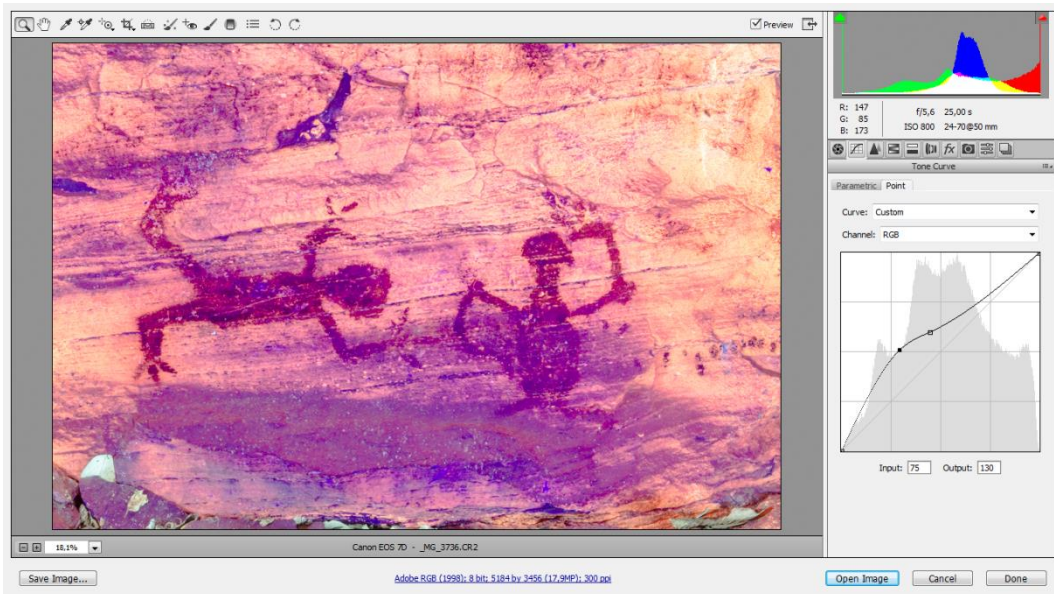 Preview
R: 147
G: 85
B: 173
f/5,6 25,00 s
ISO 800 24-70@50 mm
fx
Tone Curve
Parametric Point
Curve: Custom
Channel: RGB
Input: 75 Output: 130
18,1%
Canon EOS 7D - _MG_3736.CR2
Save Image...
Adobe RGB (1998); 8 bit; 5184 by 3456 (17,9MP); 300 ppi
Open Image Cancel Done